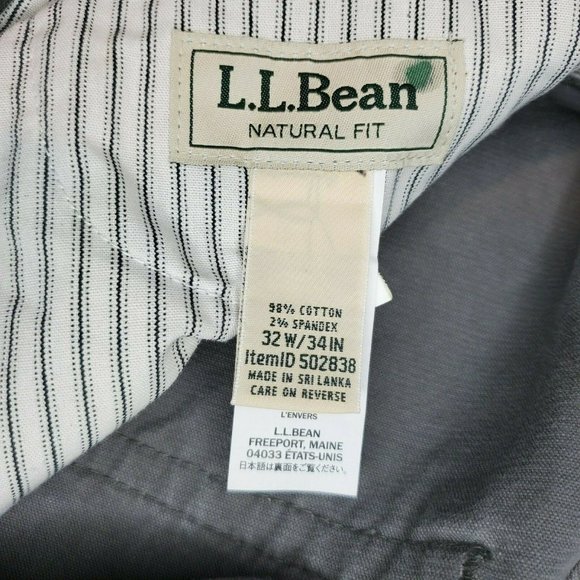 L.L.Bean
NATURAL FIT
98% COTTON
2% SPANDEX
32 W/34 IN
ItemID 502838
MADE IN SRI LANKA
CARE ON REVERSE
L'ENVERS
L.L.BEAN
FREEPORT, MAINE
04033 ÉTATS-UNIS
日本語は裏面をご覧ください。